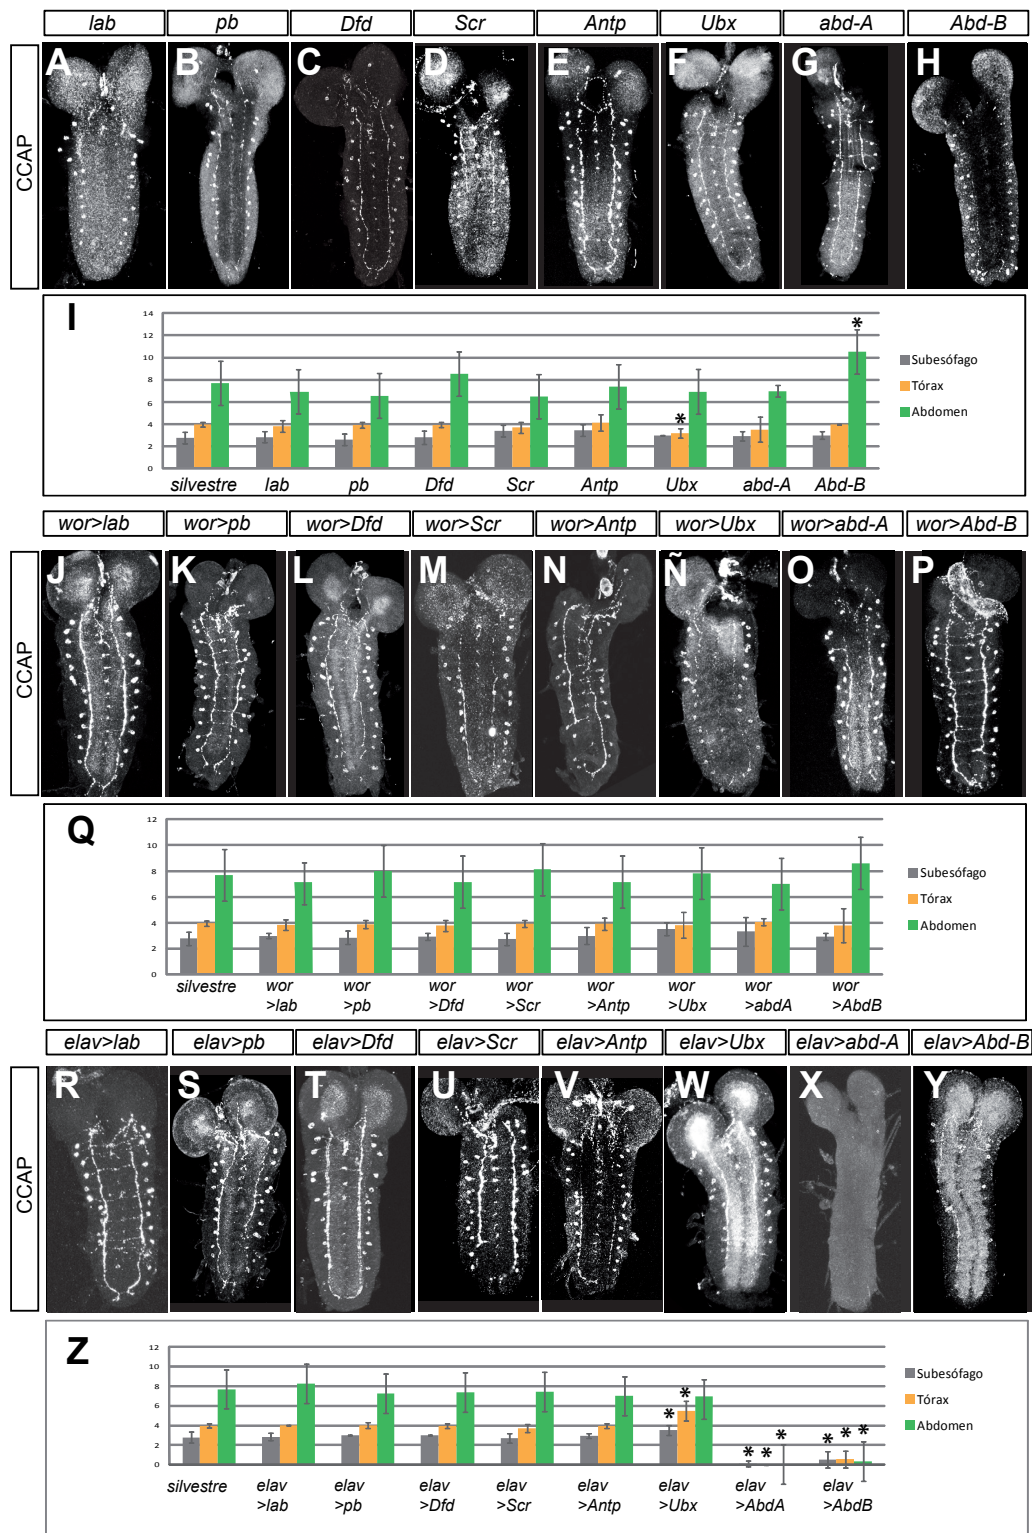 lab pb Dfd Scr Antp Ubx abd-A Abd-B
CCAP
A B C D E F G H
I
14
12
10
8
6
4
2
0
* *
Subesófago
Tórax
Abdomen
silvestre lab pb Dfd Scr Antp Ubx abd-A Abd-B
wor>lab wor>pb wor>Dfd wor>Scr wor>Antp wor>Ubx wor>abd-A wor>Abd-B
CCAP
J K L M N Ñ O P
Q
12
10
8
6
4
2
0
Subesófago
Tórax
Abdomen
silvestre wor wor wor wor wor wor wor wor
>lab >pb >Dfd >Scr >Antp >Ubx >abdA >AbdB
elav>lab elav>pb elav>Dfd elav>Scr elav>Antp elav>Ubx elav>abd-A elav>Abd-B
CCAP
R S T U V W X Y
Z
12
10
8
6
4
2
0
* * * * * * * *
Subesófago
Tórax
Abdomen
silvestre elav elav elav elav elav elav elav elav
>lab >pb >Dfd >Scr >Antp >Ubx >AbdA >AbdB